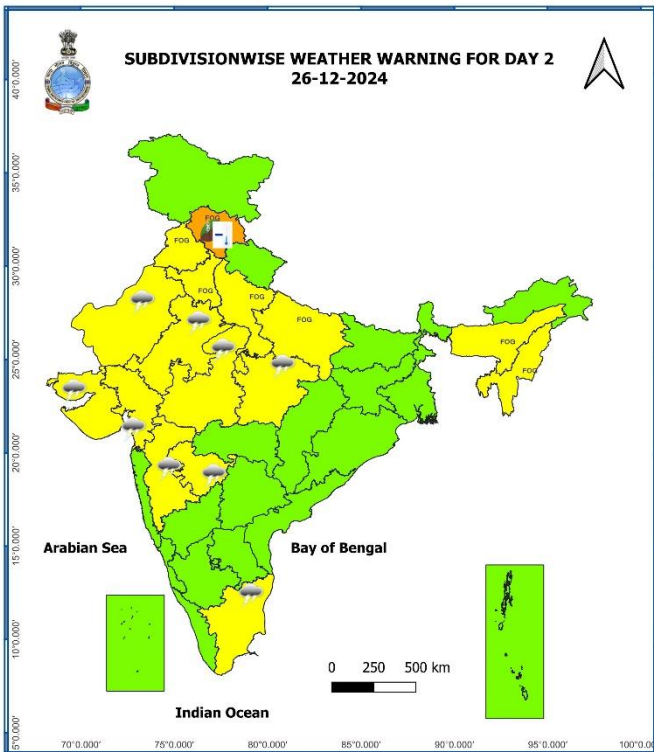 SUBDIVISIONWISE WEATHER WARNING FOR DAY 2
26-12-2024
40°0.000'
35°0.000'
30°0.000'
25°0.000'
20°0.000'
15°0.000'
10°0.000'
5°0.000'
FOG
FOG
FOG
FOG
FOG
FOG
FOG
Arabian Sea
Bay of Bengal
0 250 500 km
Indian Ocean
70°0.000' 75°0.000' 80°0.000' 85°0.000' 90°0.000' 95°0.000' 100°0.0